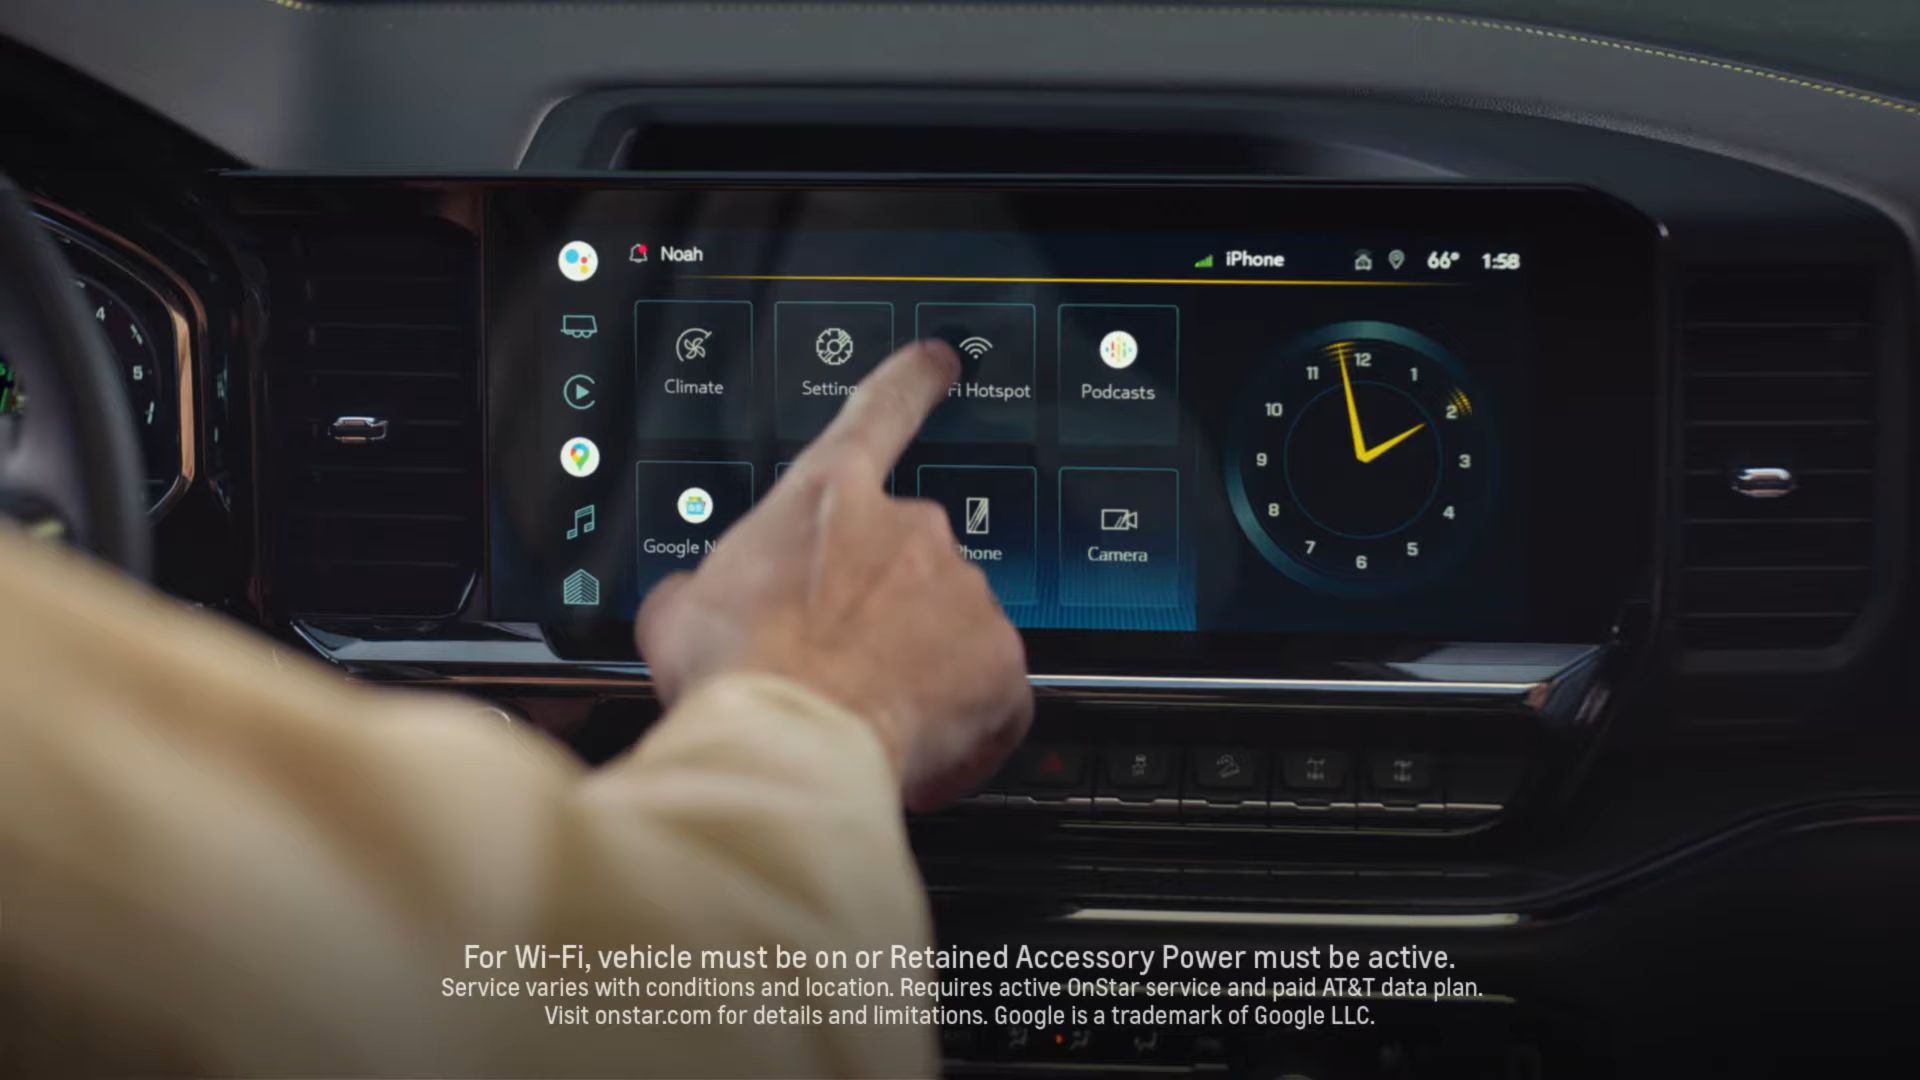 Noah
iPhone
66°
1:58
Climate
Fi Hotspot
Podcasts
Google
Camera
12
11
1
10
2
9
3
8
4
7
5
6
4
5
For Wi-Fi, vehicle must be on or Retained Accessory Power must be active.
Service varies with conditions and location. Requires active OnStar service and paid AT&T data plan.
Visit onstar.com for details and limitations. Google is a trademark of Google LLC.